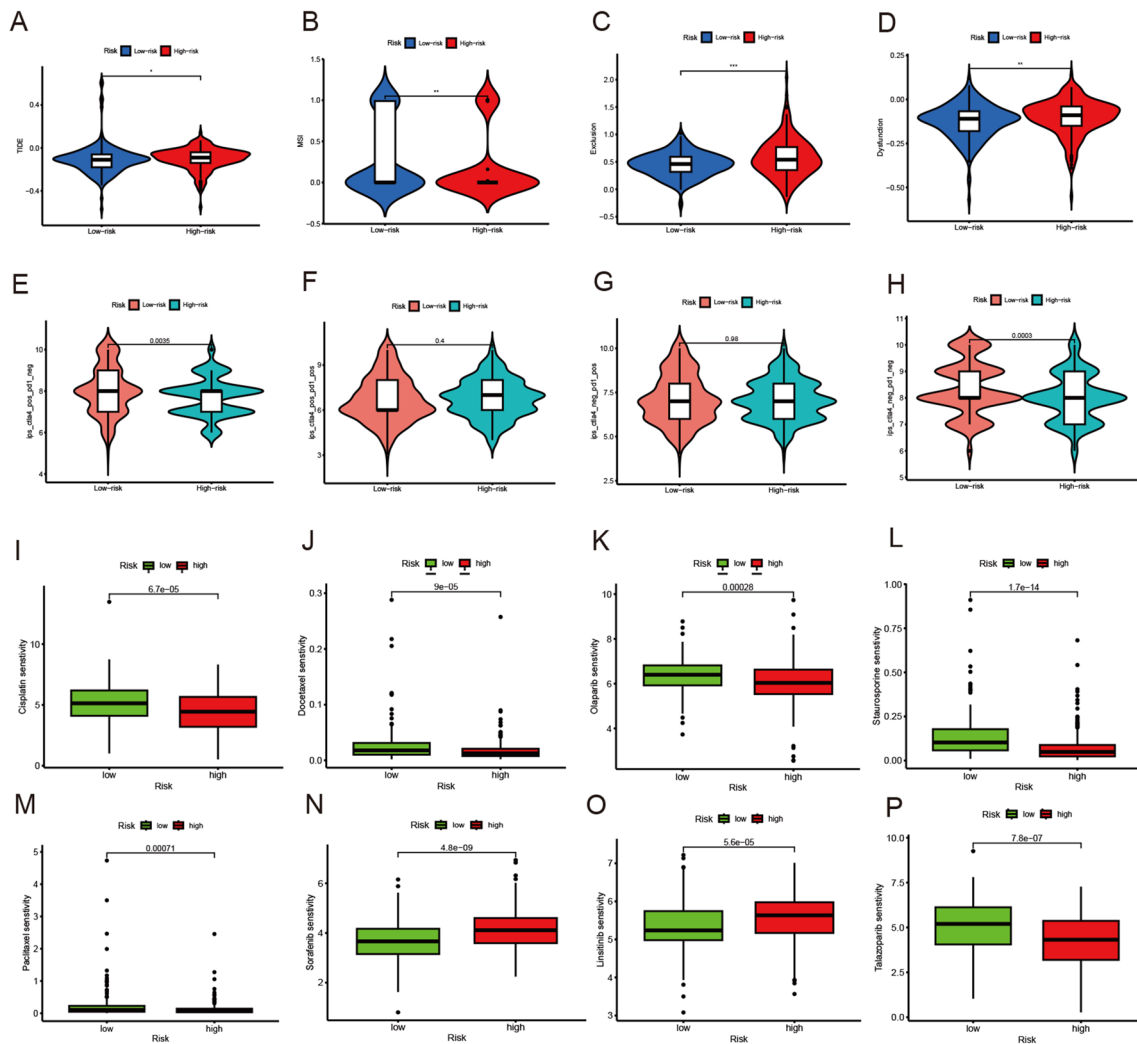 A
Risk Low-risk High-risk
*
TIDE
0.4
0.0
-0.4
Low-risk High-risk
B
Risk Low-risk High-risk
**
MSI
1.5
1.0
0.5
0.0
-0.5
Low-risk High-risk
C
Risk Low-risk High-risk
***
Exclusion
2.0
1.5
1.0
0.5
0.0
-0.5
Low-risk High-risk
D
Risk Low-risk High-risk
**
Dysfunction
0.25
0.00
-0.25
-0.50
Low-risk High-risk
E
Risk Low-risk High-risk
0.0035
ips_ctla4_pos_pd1_neg
10
8
6
4
Low-risk High-risk
F
Risk Low-risk High-risk
0.4
ips_ctla4_pos_pd1_pos
9
6
3
Low-risk High-risk
G
Risk Low-risk High-risk
0.98
ips_ctla4_neg_pd1_pos
10.0
7.5
5.0
2.5
Low-risk High-risk
H
Risk Low-risk High-risk
0.0003
ips_ctla4_neg_pd1_neg
11
10
9
8
7
6
5
Low-risk High-risk
I
Risk low high
6.7e-05
Cisplatin senstivity
10
5
0
low high
Risk
J
Risk low high
9e-05
Docetaxel senstivity
0.3
0.2
0.1
0.0
low high
Risk
K
Risk low high
0.00028
Olaparib senstivity
10
8
6
4
low high
Risk
L
Risk low high
1.7e-14
Staurosporine senstivity
1.00
0.75
0.50
0.25
0.00
low high
Risk
M
Risk low high
0.00071
Paclitaxel senstivity
5
4
3
2
1
0
low high
Risk
N
Risk low high
4.8e-09
Sorafenib senstivity
6
4
2
low high
Risk
O
Risk low high
5.6e-05
Linsitinib senstivity
7
6
5
4
3
low high
Risk
P
Risk low high
7.8e-07
Talazoparib senstivity
10.0
7.5
5.0
2.5
0.0
low high
Risk